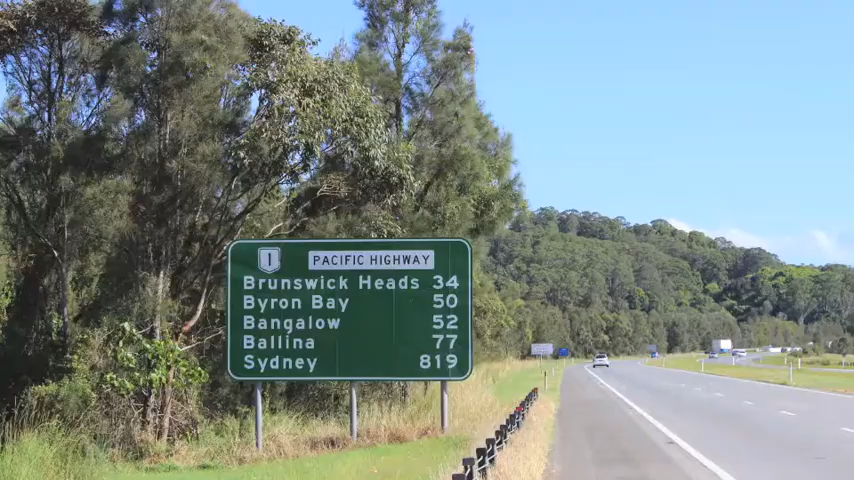 1 PACIFIC HIGHWAY
Brunswick Heads 34
Byron Bay 50
Bangalow 52
Ballina 77
Sydney 819